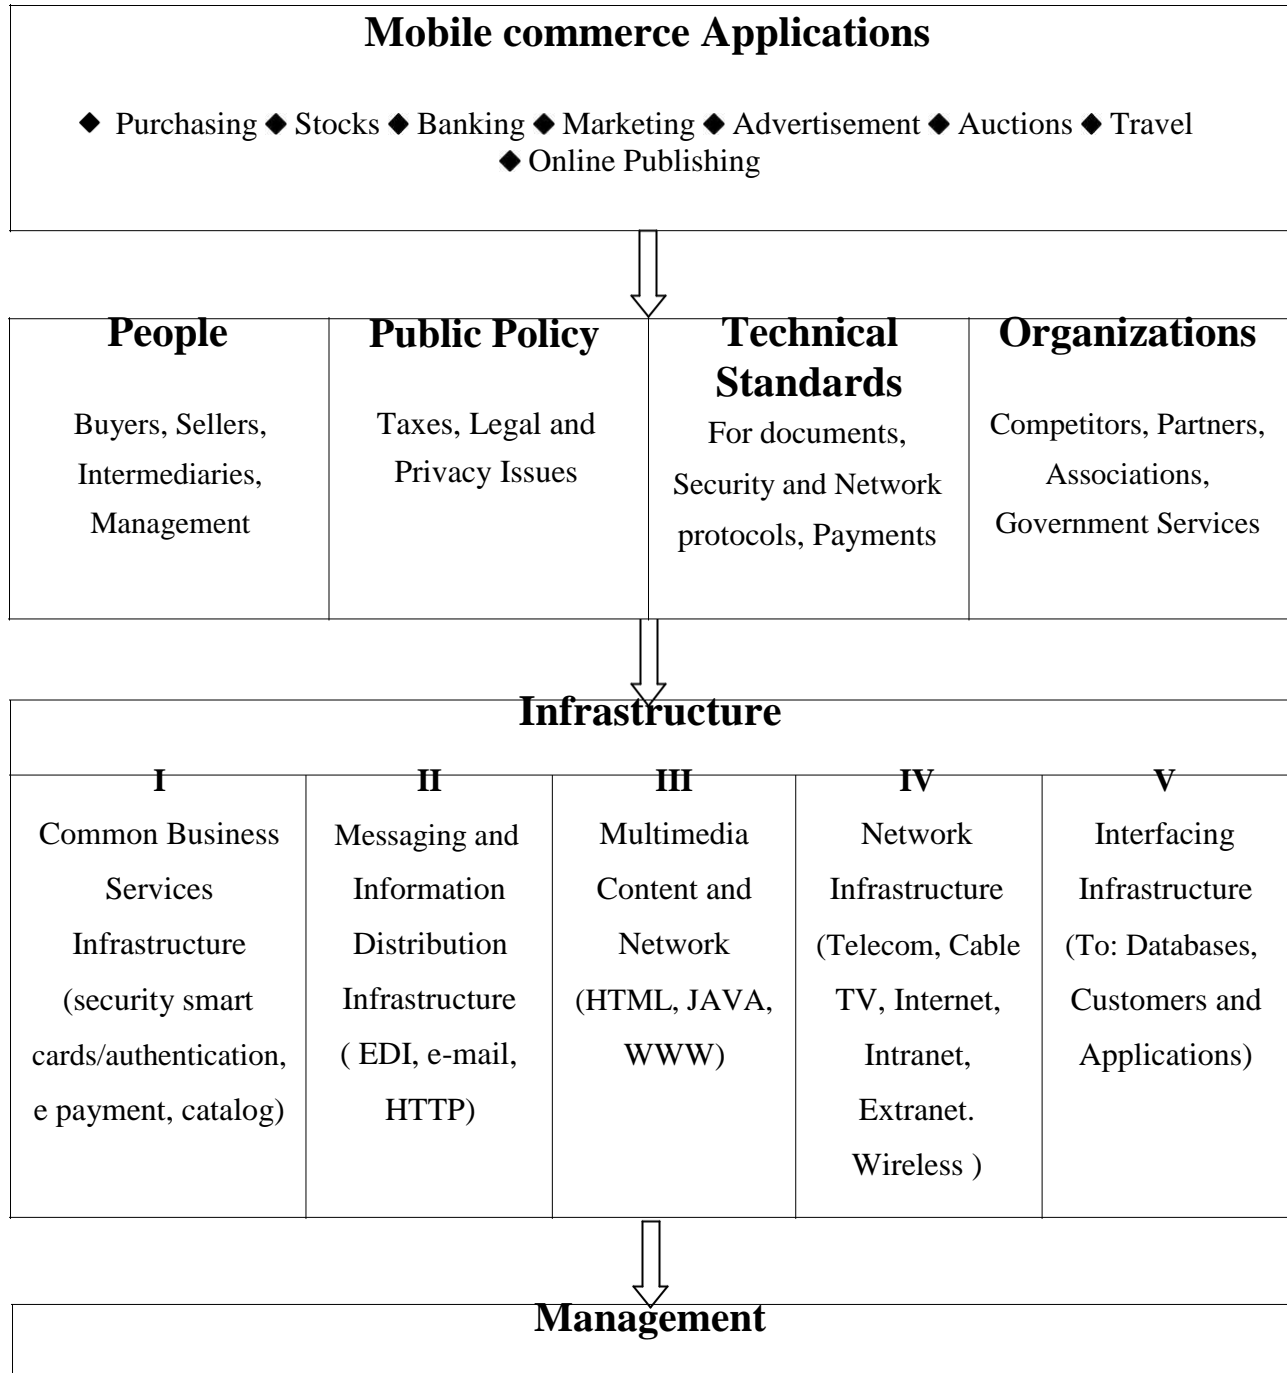 Mobile commerce Applications
◆ Purchasing ◆ Stocks ◆ Banking ◆ Marketing ◆ Advertisement ◆ Auctions ◆ Travel
◆ Online Publishing
People
Buyers, Sellers,
Intermediaries,
Management
Public Policy
Taxes, Legal and
Privacy Issues
Technical
Standards
For documents,
Security and Network
protocols, Payments
Organizations
Competitors, Partners,
Associations,
Government Services
Infrastructure
I
Common Business
Services
Infrastructure
(security smart
cards/authentication,
e payment, catalog)
II
Messaging and
Information
Distribution
Infrastructure
( EDI, e-mail,
HTTP)
III
Multimedia
Content and
Network
(HTML, JAVA,
WWW)
IV
Network
Infrastructure
(Telecom, Cable
TV, Internet,
Intranet,
Extranet.
Wireless )
V
Interfacing
Infrastructure
(To: Databases,
Customers and
Applications)
Management